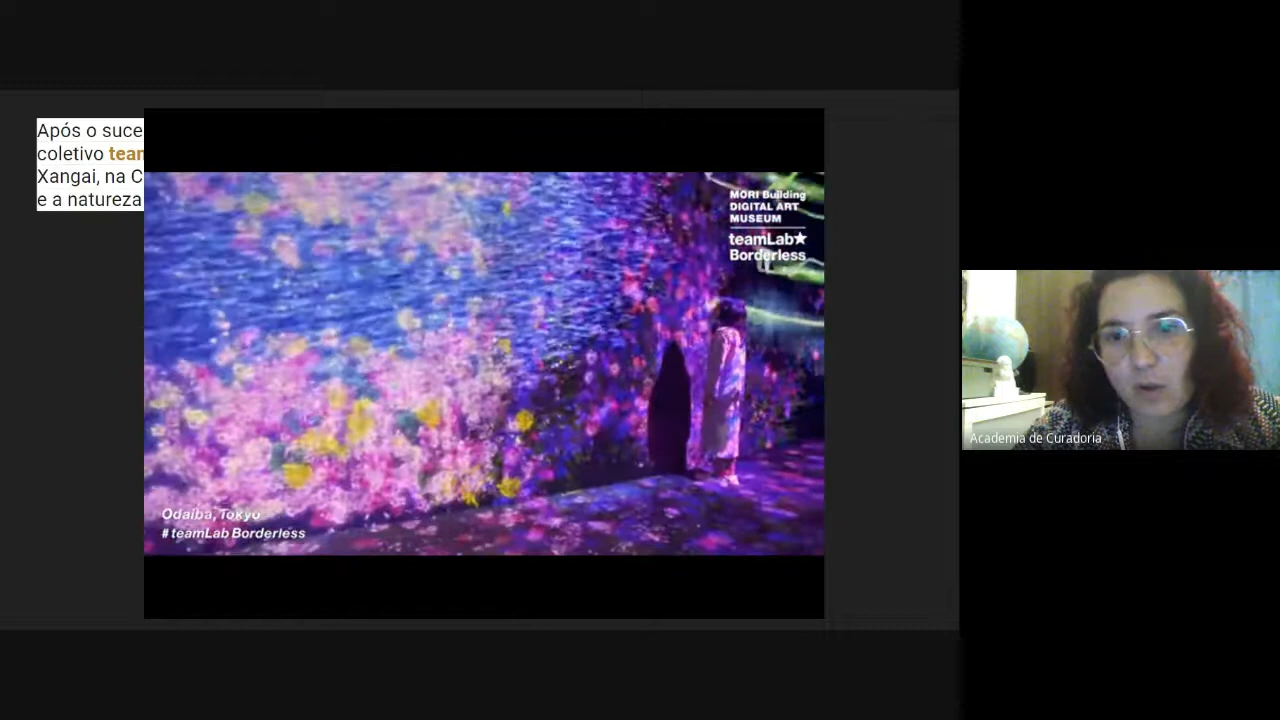 Após o suce
coletivo team
Xangai, na C
e a natureza
MORI Building
DIGITAL ART
MUSEUM
teamLab★
Borderless
Odaiba, Tokyo
# teamLab Borderless
Academia de Curadoria